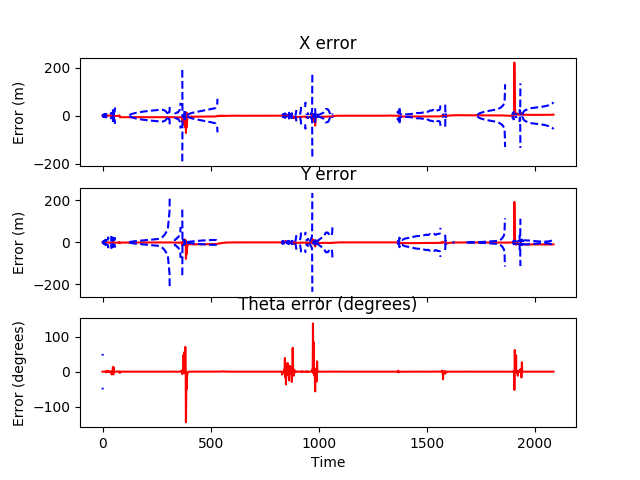 X error
Error (m)
200
0
−200
Y error
Error (m)
200
0
−200
Theta error (degrees)
Error (degrees)
100
0
−100
0 500 1000 1500 2000
Time